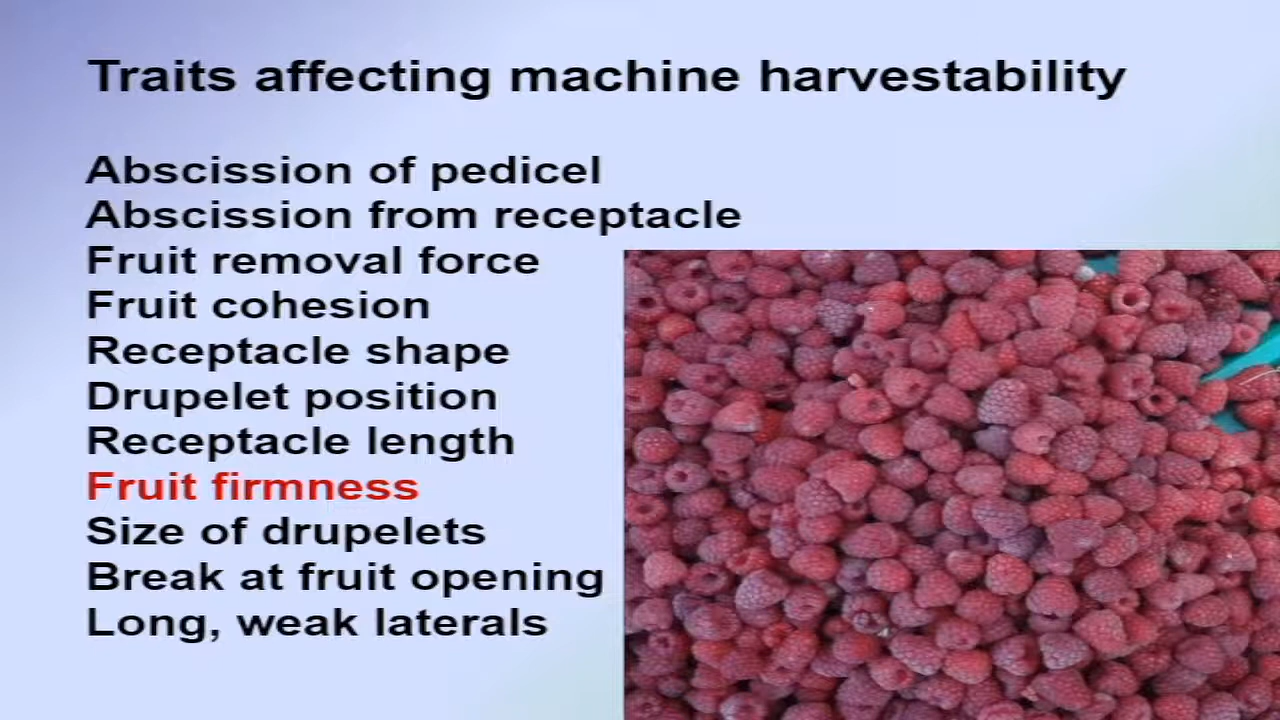 Traits affecting machine harvestability
Abscission of pedicel
Abscission from receptacle
Fruit removal force
Fruit cohesion
Receptacle shape
Drupelet position
Receptacle length
Fruit firmness
Size of drupelets
Break at fruit opening
Long, weak laterals